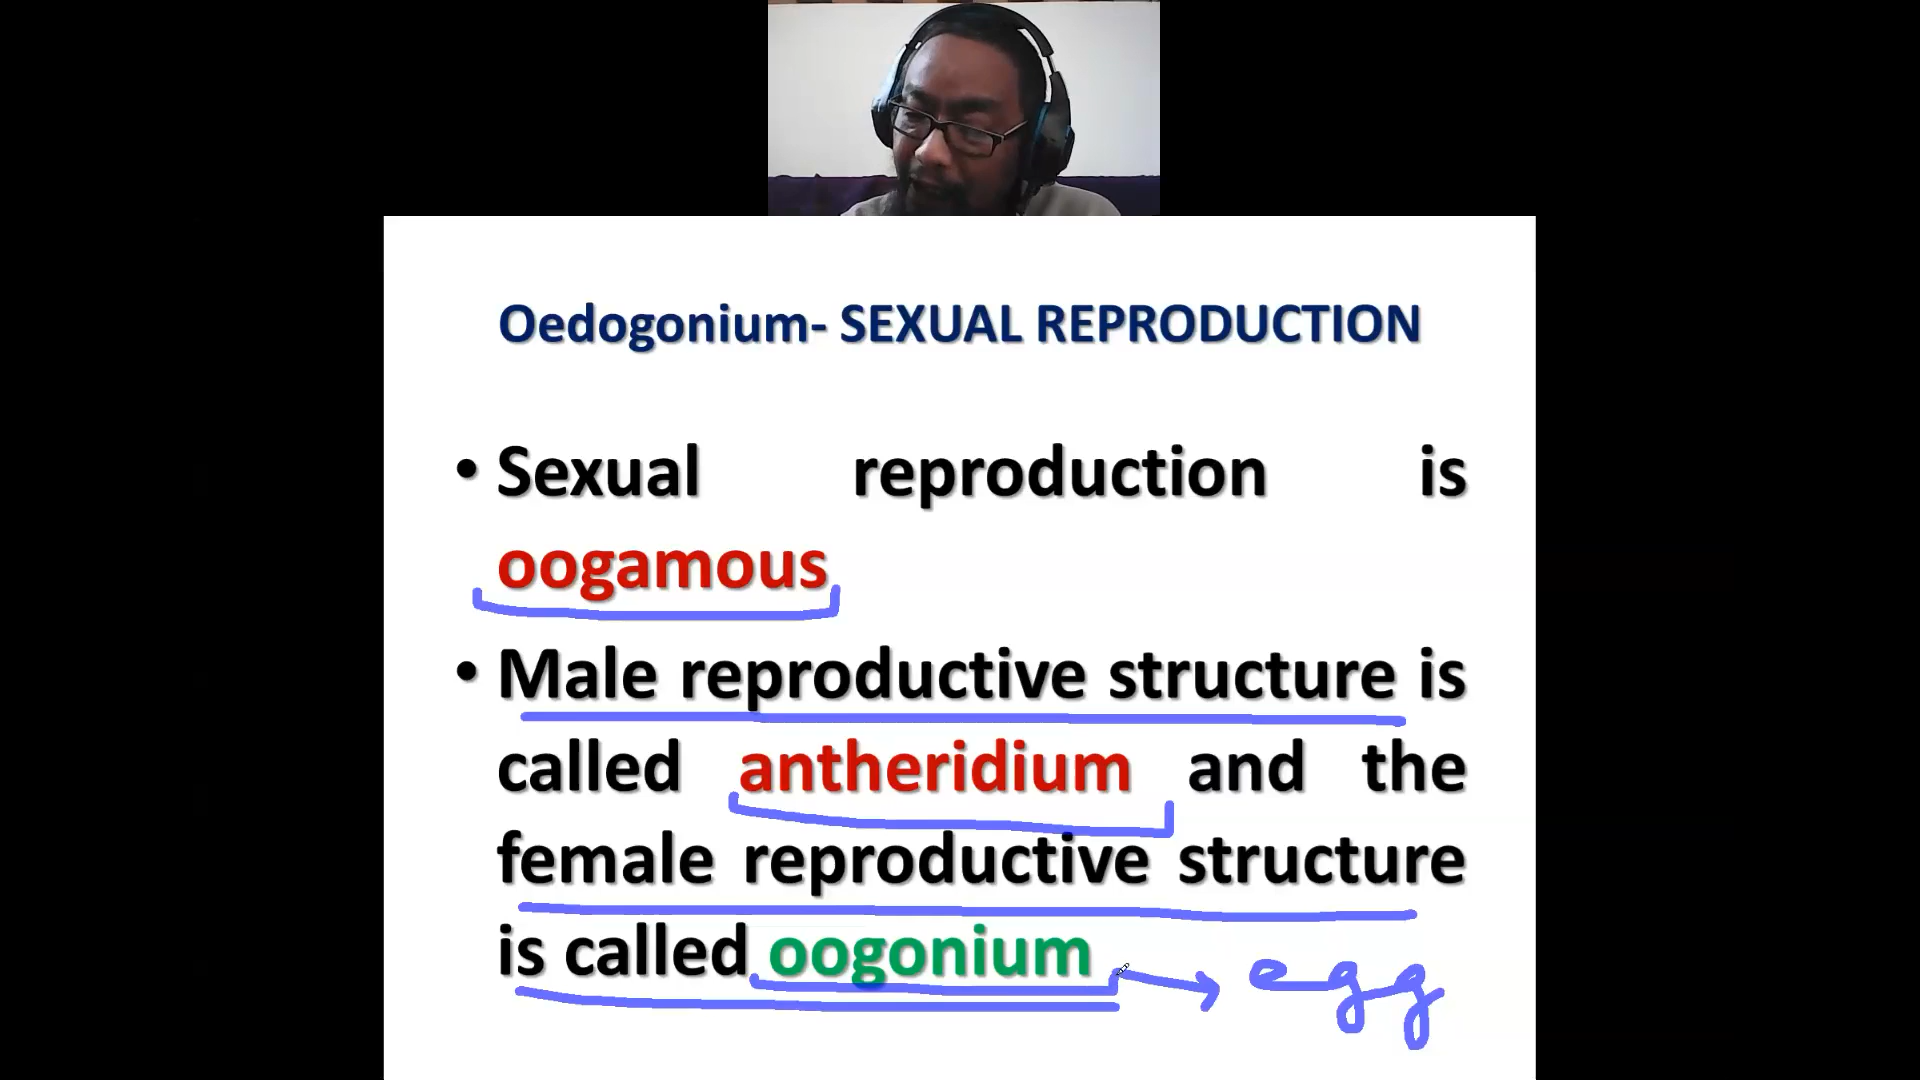 Oedogonium- SEXUAL REPRODUCTION
• Sexual reproduction is
oogamous
• Male reproductive structure is
called antheridium and the
female reproductive structure
is called oogonium → egg